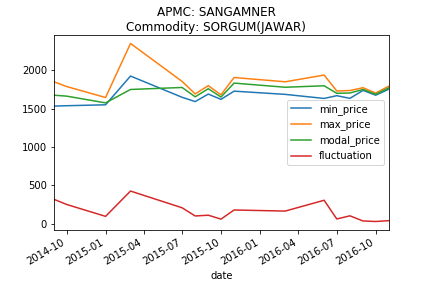 APMC: SANGAMNER
Commodity: SORGUM(JAWAR)
2000
1500
1000
500
0
min_price
max_price
modal_price
fluctuation
2014-10
2015-01
2015-04
2015-07
2015-10
2016-01
2016-04
2016-07
2016-10
date